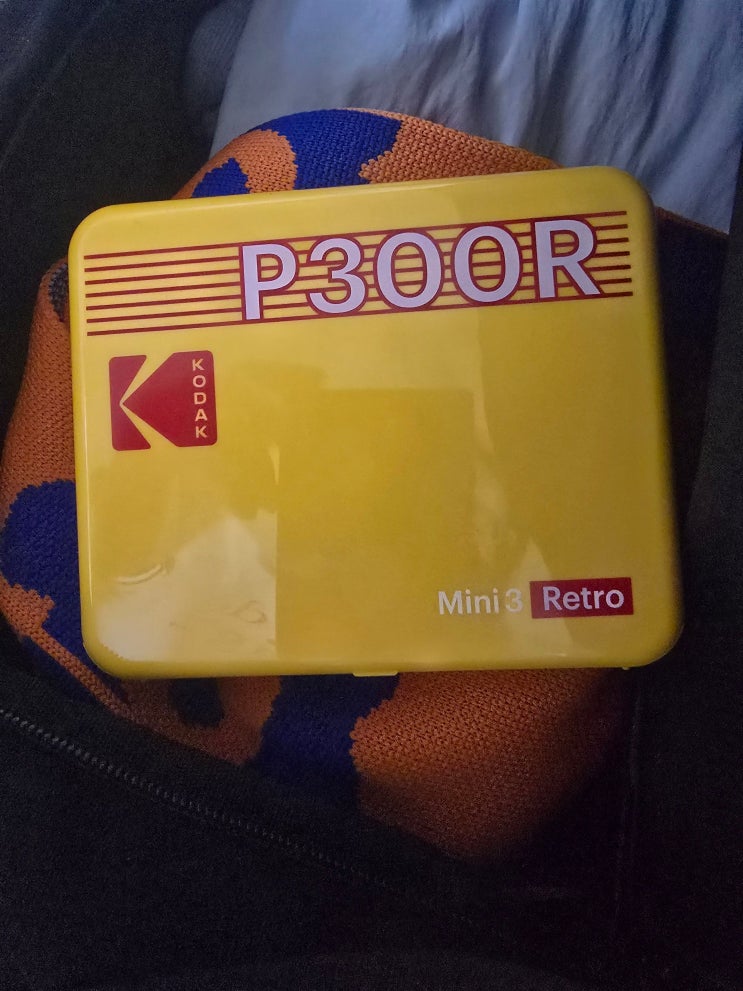 P300R
KODAK
Mini 3 Retro